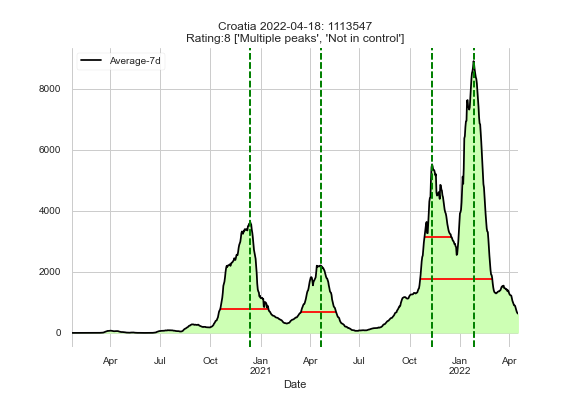 Croatia 2022-04-18: 1113547
Rating:8 ['Multiple peaks', 'Not in control']
Average-7d
8000
6000
4000
2000
0
Apr Jul Oct Jan Apr Jul Oct Jan Apr
2021 2022
Date